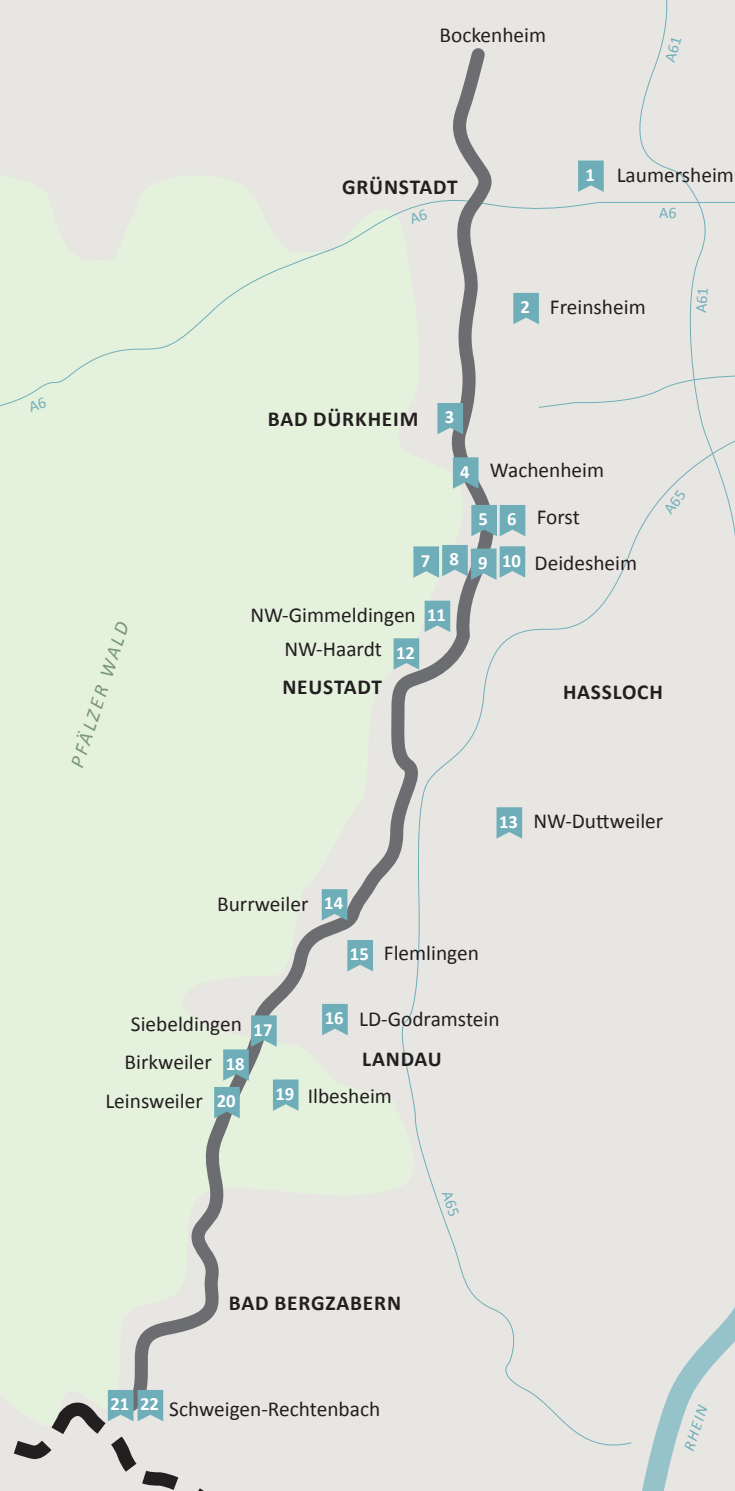 Bockenheim
A61
1 Laumersheim
GRÜNSTADT
A6
A6
2 Freinsheim
A61
A6
BAD DÜRKHEIM 3
4 Wachenheim
A65
5 6 Forst
7 8 9 10 Deidesheim
NW-Gimmeldingen 11
NW-Haardt 12
PFÄLZER WALD
NEUSTADT
HASSLOCH
13 NW-Duttweiler
Burrweiler 14
15 Flemlingen
16 LD-Godramstein
Siebeldingen 17
LANDAU
Birkweiler 18
19 Ilbesheim
Leinsweiler 20
A65
BAD BERGZABERN
21 22 Schweigen-Rechtenbach
RHEIN